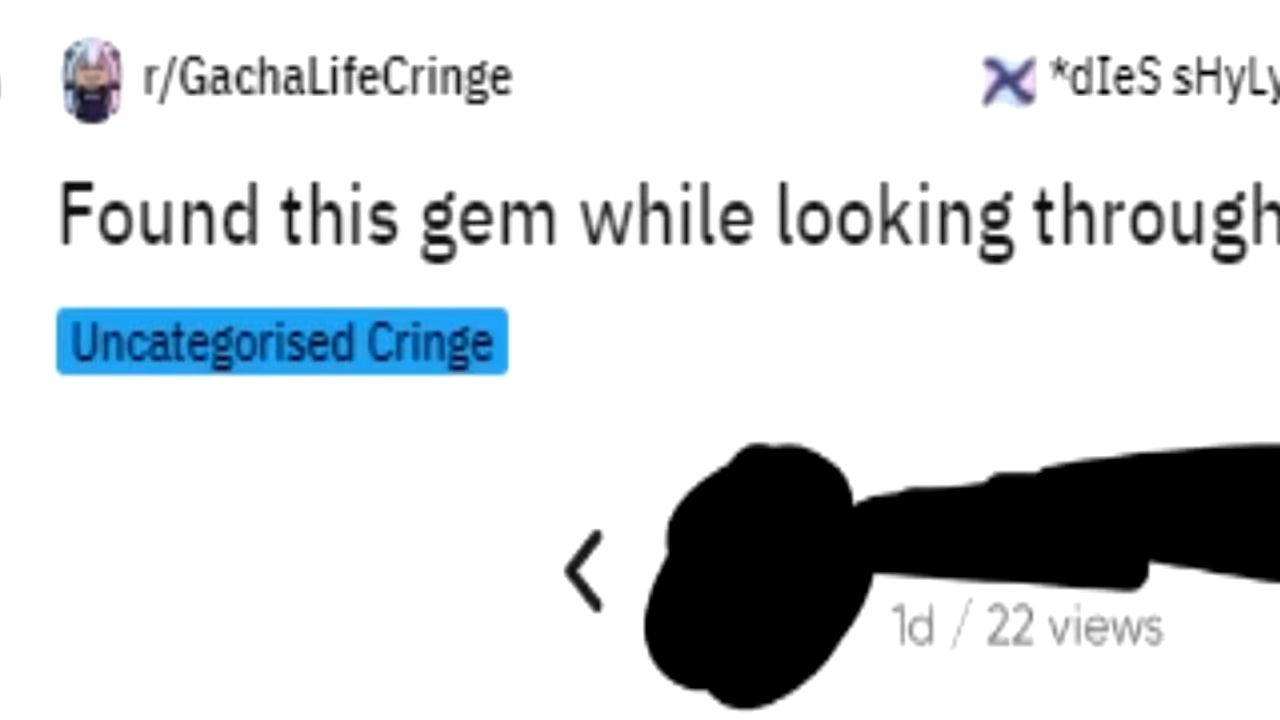 r/GachaLifeCringe *dIeS sHyLy
Found this gem while looking through
Uncategorised Cringe
1d / 22 views